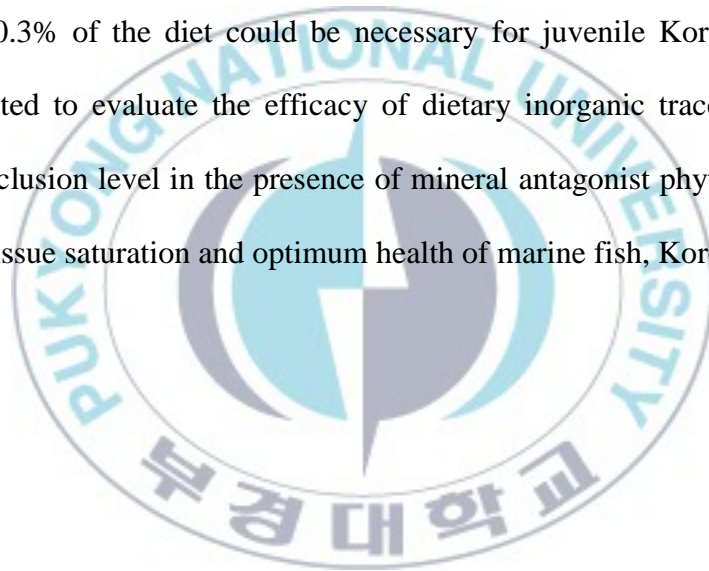 0.3% of the diet could be necessary for juvenile Kor
ted to evaluate the efficacy of dietary inorganic trace
clusion level in the presence of mineral antagonist phy
issue saturation and optimum health of marine fish, Kor
PUKYONG NATIONAL UNIVERSITY
부경대학교